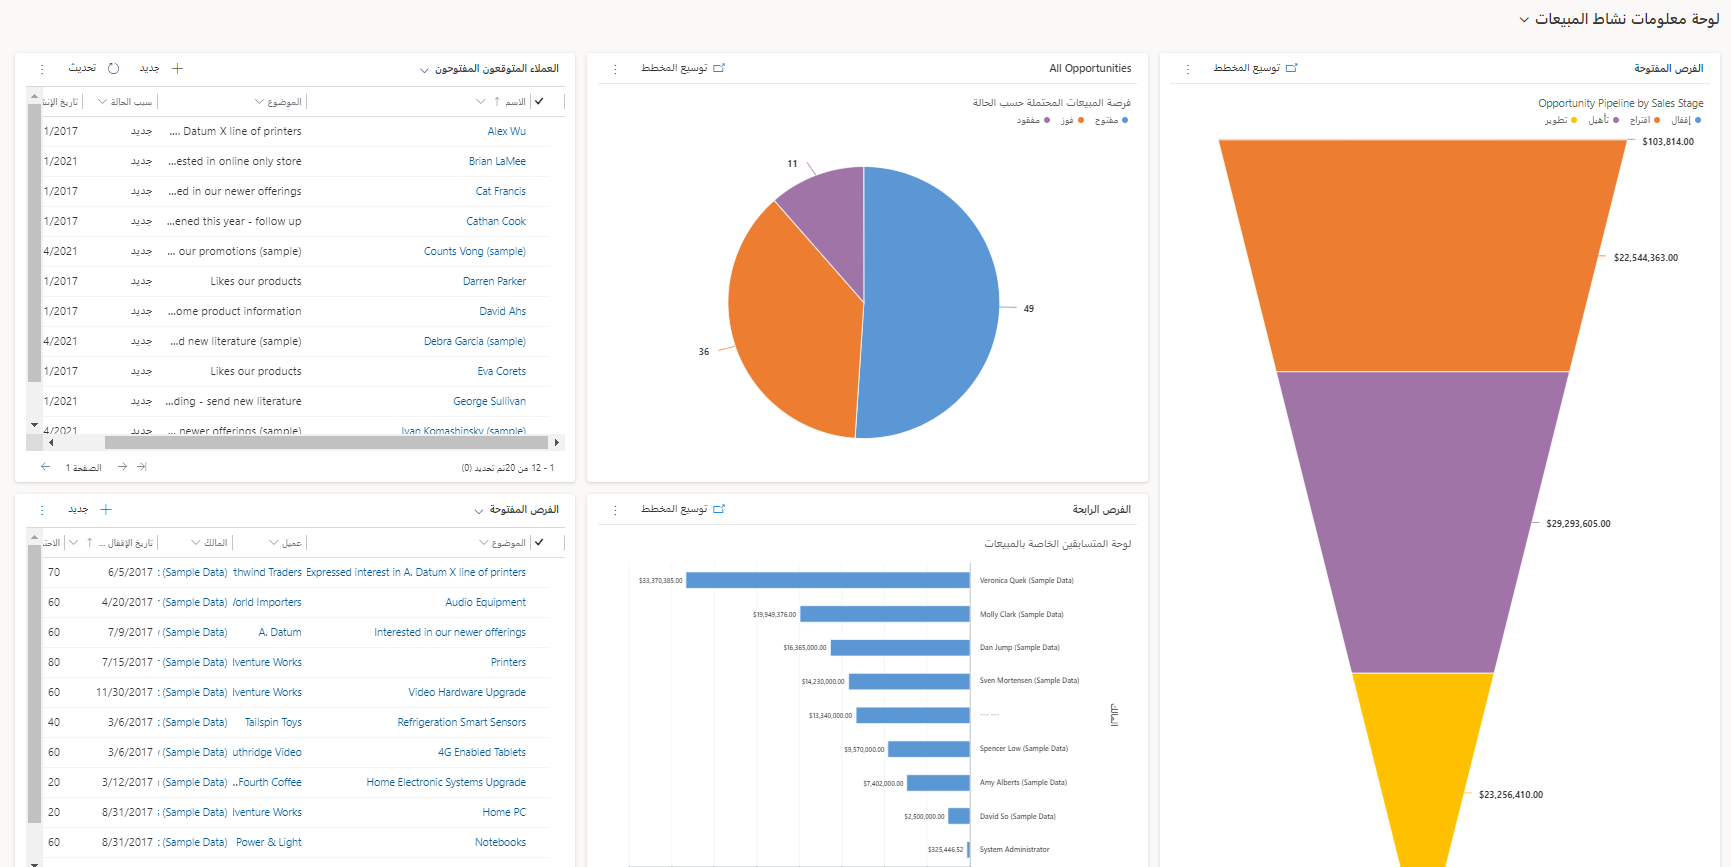 لوحة معلومات نشاط المبيعات
الفرص المفتوحة
توسيع المخطط
Opportunity Pipeline by Sales Stage
إقفال اقتراح تأهيل تطوير
$103,814.00
$22,544,363.00
$29,293,605.00
$23,256,410.00
All Opportunities
توسيع المخطط
فرصة المبيعات المحتملة حسب الحالة
مفتوح فوز مفقود
11
49
36
العملاء المتوقعون المفتوحون
جديد
تحديث
الاسم ↑ الموضوع سبب الحالة تاريخ الإنشا
Alex Wu Datum X line of printers .... جديد 1/2017
Brian LaMee ...ested in online only store جديد 1/2021
Cat Francis ...ed in our newer offerings جديد 1/2017
Cathan Cook ...ened this year - follow up جديد 1/2017
Counts Vong (sample) ... our promotions (sample) جديد 4/2021
Darren Parker Likes our products جديد 1/2017
David Ahs ...ome product information جديد 1/2017
Debra Garcia (sample) ...d new literature (sample) جديد 4/2021
Eva Corets Likes our products جديد 1/2017
George Sullivan ...ding - send new literature جديد 1/2021
Ivan Komashinsky (sample) ... newer offerings (sample) جديد 4/2021
1 - 12 من 20تم تحديد (0)
الصفحة 1
الفرص الرابحة
توسيع المخطط
لوحة المتسابقين الخاصة بالمبيعات
$33,370,385.00 Veronica Quek (Sample Data)
$19,949,376.00 Molly Clark (Sample Data)
$16,365,000.00 Dan Jump (Sample Data)
$14,230,000.00 Sven Mortensen (Sample Data)
$13,340,000.00 --- ---
$9,570,000.00 Spencer Low (Sample Data)
$7,402,000.00 Amy Alberts (Sample Data)
$2,500,000.00 David So (Sample Data)
$325,446.52 System Administrator
المالك
الفرص المفتوحة
جديد
الموضوع عميل المالك تاريخ الإقفال ... ↑ الاحت
Expressed interest in A. Datum X line of printers thwind Traders (Sample Data) 6/5/2017 70
Audio Equipment /orld Importers (Sample Data) 4/20/2017 60
Interested in our newer offerings A. Datum (Sample Data) 7/9/2017 60
Printers lventure Works (Sample Data) 7/15/2017 80
Video Hardware Upgrade lventure Works (Sample Data) 11/30/2017 60
Refrigeration Smart Sensors Tailspin Toys (Sample Data) 3/6/2017 40
4G Enabled Tablets uthridge Video (Sample Data) 3/6/2017 60
Home Electronic Systems Upgrade ..Fourth Coffee (Sample Data) 3/12/2017 20
Home PC lventure Works (Sample Data) 8/31/2017 20
Notebooks Power & Light (Sample Data) 8/31/2017 60